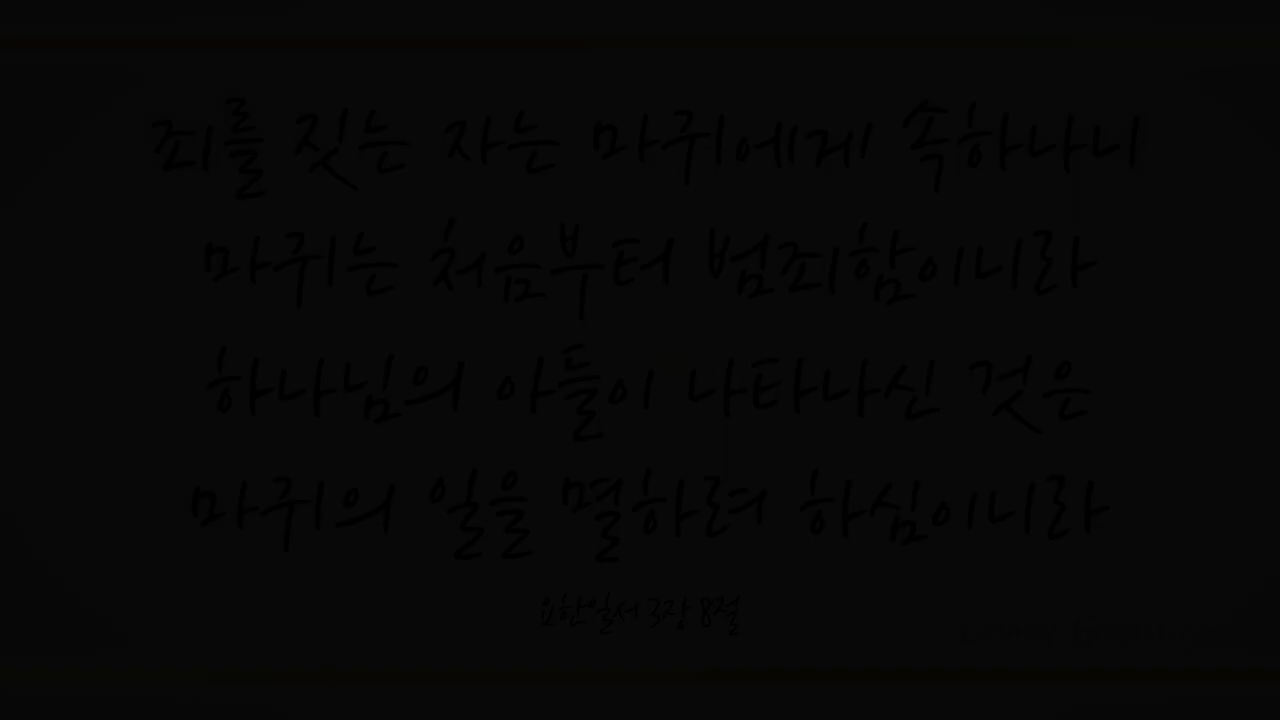 죄를 짓는 자는 마귀에게 속하나니
마귀는 처음부터 범죄함이니라
하나님의 아들이 나타나신 것은
마귀의 일을 멸하려 하심이니라
요한일서 3장 8절